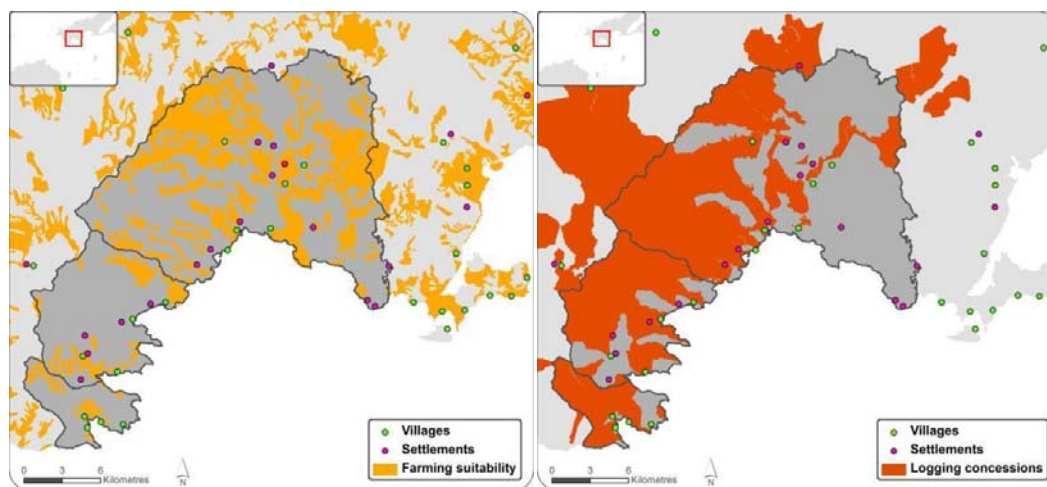 Villages
Settlements
Farming suitability
0 3 6
Kilometres
N
Villages
Settlements
Logging concessions
0 3 6
Kilometres
N